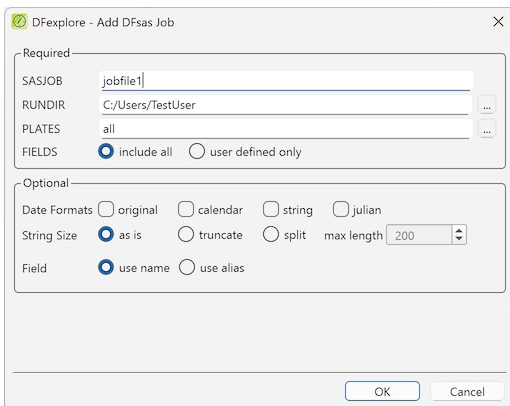 DFexplore - Add DFsas Job
Required
SASJOB jobfile1
RUNDIR C:/Users/TestUser ...
PLATES all ...
FIELDS include all user defined only
Optional
Date Formats original calendar string julian
String Size as is truncate split max length 200
Field use name use alias
OK Cancel